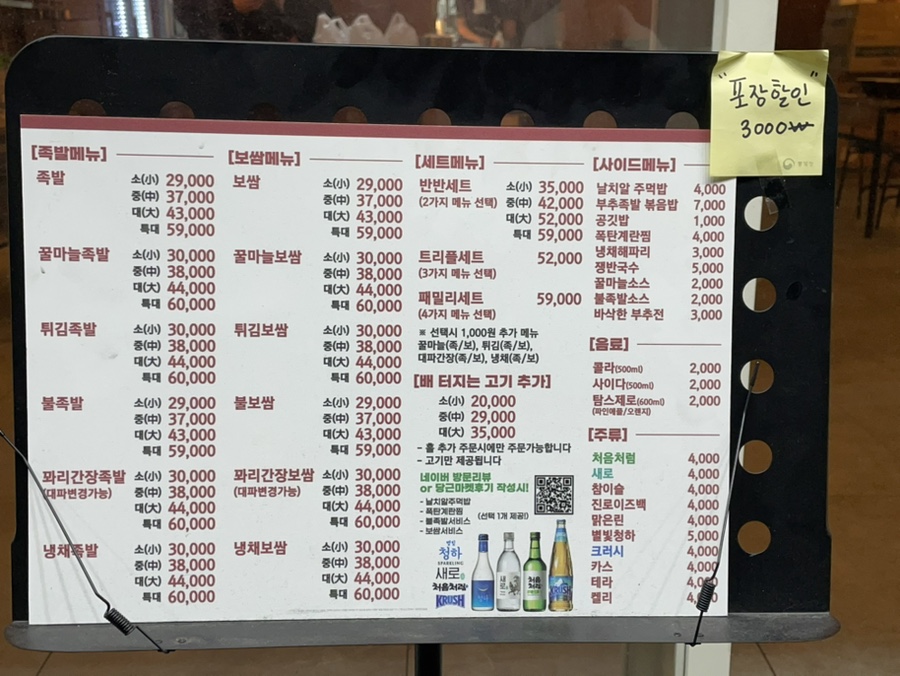 "포장할인"
3000₩
[족발메뉴]
족발 소(小) 29,000
중(中) 37,000
대(大) 43,000
특대 59,000
꿀마늘족발 소(小) 30,000
중(中) 38,000
대(大) 44,000
특대 60,000
튀김족발 소(小) 30,000
중(中) 38,000
대(大) 44,000
특대 60,000
불족발 소(小) 29,000
중(中) 37,000
대(大) 43,000
특대 59,000
꽈리간장족발 소(小) 30,000
(대파변경가능) 중(中) 38,000
대(大) 44,000
특대 60,000
냉채족발 소(小) 30,000
중(中) 38,000
대(大) 44,000
특대 60,000
[보쌈메뉴]
보쌈 소(小) 29,000
중(中) 37,000
대(大) 43,000
특대 59,000
꿀마늘보쌈 소(小) 30,000
중(中) 38,000
대(大) 44,000
특대 60,000
튀김보쌈 소(小) 30,000
중(中) 38,000
대(大) 44,000
특대 60,000
불보쌈 소(小) 29,000
중(中) 37,000
대(大) 43,000
특대 59,000
꽈리간장보쌈 소(小) 30,000
(대파변경가능) 중(中) 38,000
대(大) 44,000
특대 60,000
냉채보쌈 소(小) 30,000
중(中) 38,000
대(大) 44,000
특대 60,000
[세트메뉴]
반반세트 소(小) 35,000
(2가지 메뉴 선택) 중(中) 42,000
대(大) 52,000
특대 59,000
트리플세트 52,000
(3가지 메뉴 선택)
패밀리세트 59,000
(4가지 메뉴 선택)
※ 선택시 1,000원 추가 메뉴
꿀마늘(족/보), 튀김(족/보),
대파간장(족/보), 냉채(족/보)
[배 터지는 고기 추가]
소(小) 20,000
중(中) 29,000
대(大) 35,000
- 홀 추가 주문시에만 주문가능합니다
- 고기만 제공됩니다
네이버 방문리뷰
or 당근마켓후기 작성시!
- 날치알주먹밥
- 폭탄계란찜
- 불족발서비스 (선택 1개 제공!)
- 보쌈서비스
별빛
청하
SPARKLING
새로
처음처럼
KRUSH
[사이드메뉴]
날치알 주먹밥 4,000
부추족발 볶음밥 7,000
공깃밥 1,000
폭탄계란찜 4,000
냉채해파리 3,000
쟁반국수 5,000
꿀마늘소스 2,000
불족발소스 2,000
바삭한 부추전 3,000
[음료]
콜라(500ml) 2,000
사이다(500ml) 2,000
탐스제로(600ml) 2,000
(파인애플/오렌지)
[주류]
처음처럼 4,000
새로 4,000
참이슬 4,000
진로이즈백 4,000
맑은린 4,000
별빛청하 5,000
크러시 4,000
카스 4,000
테라 4,000
켈리 4,000